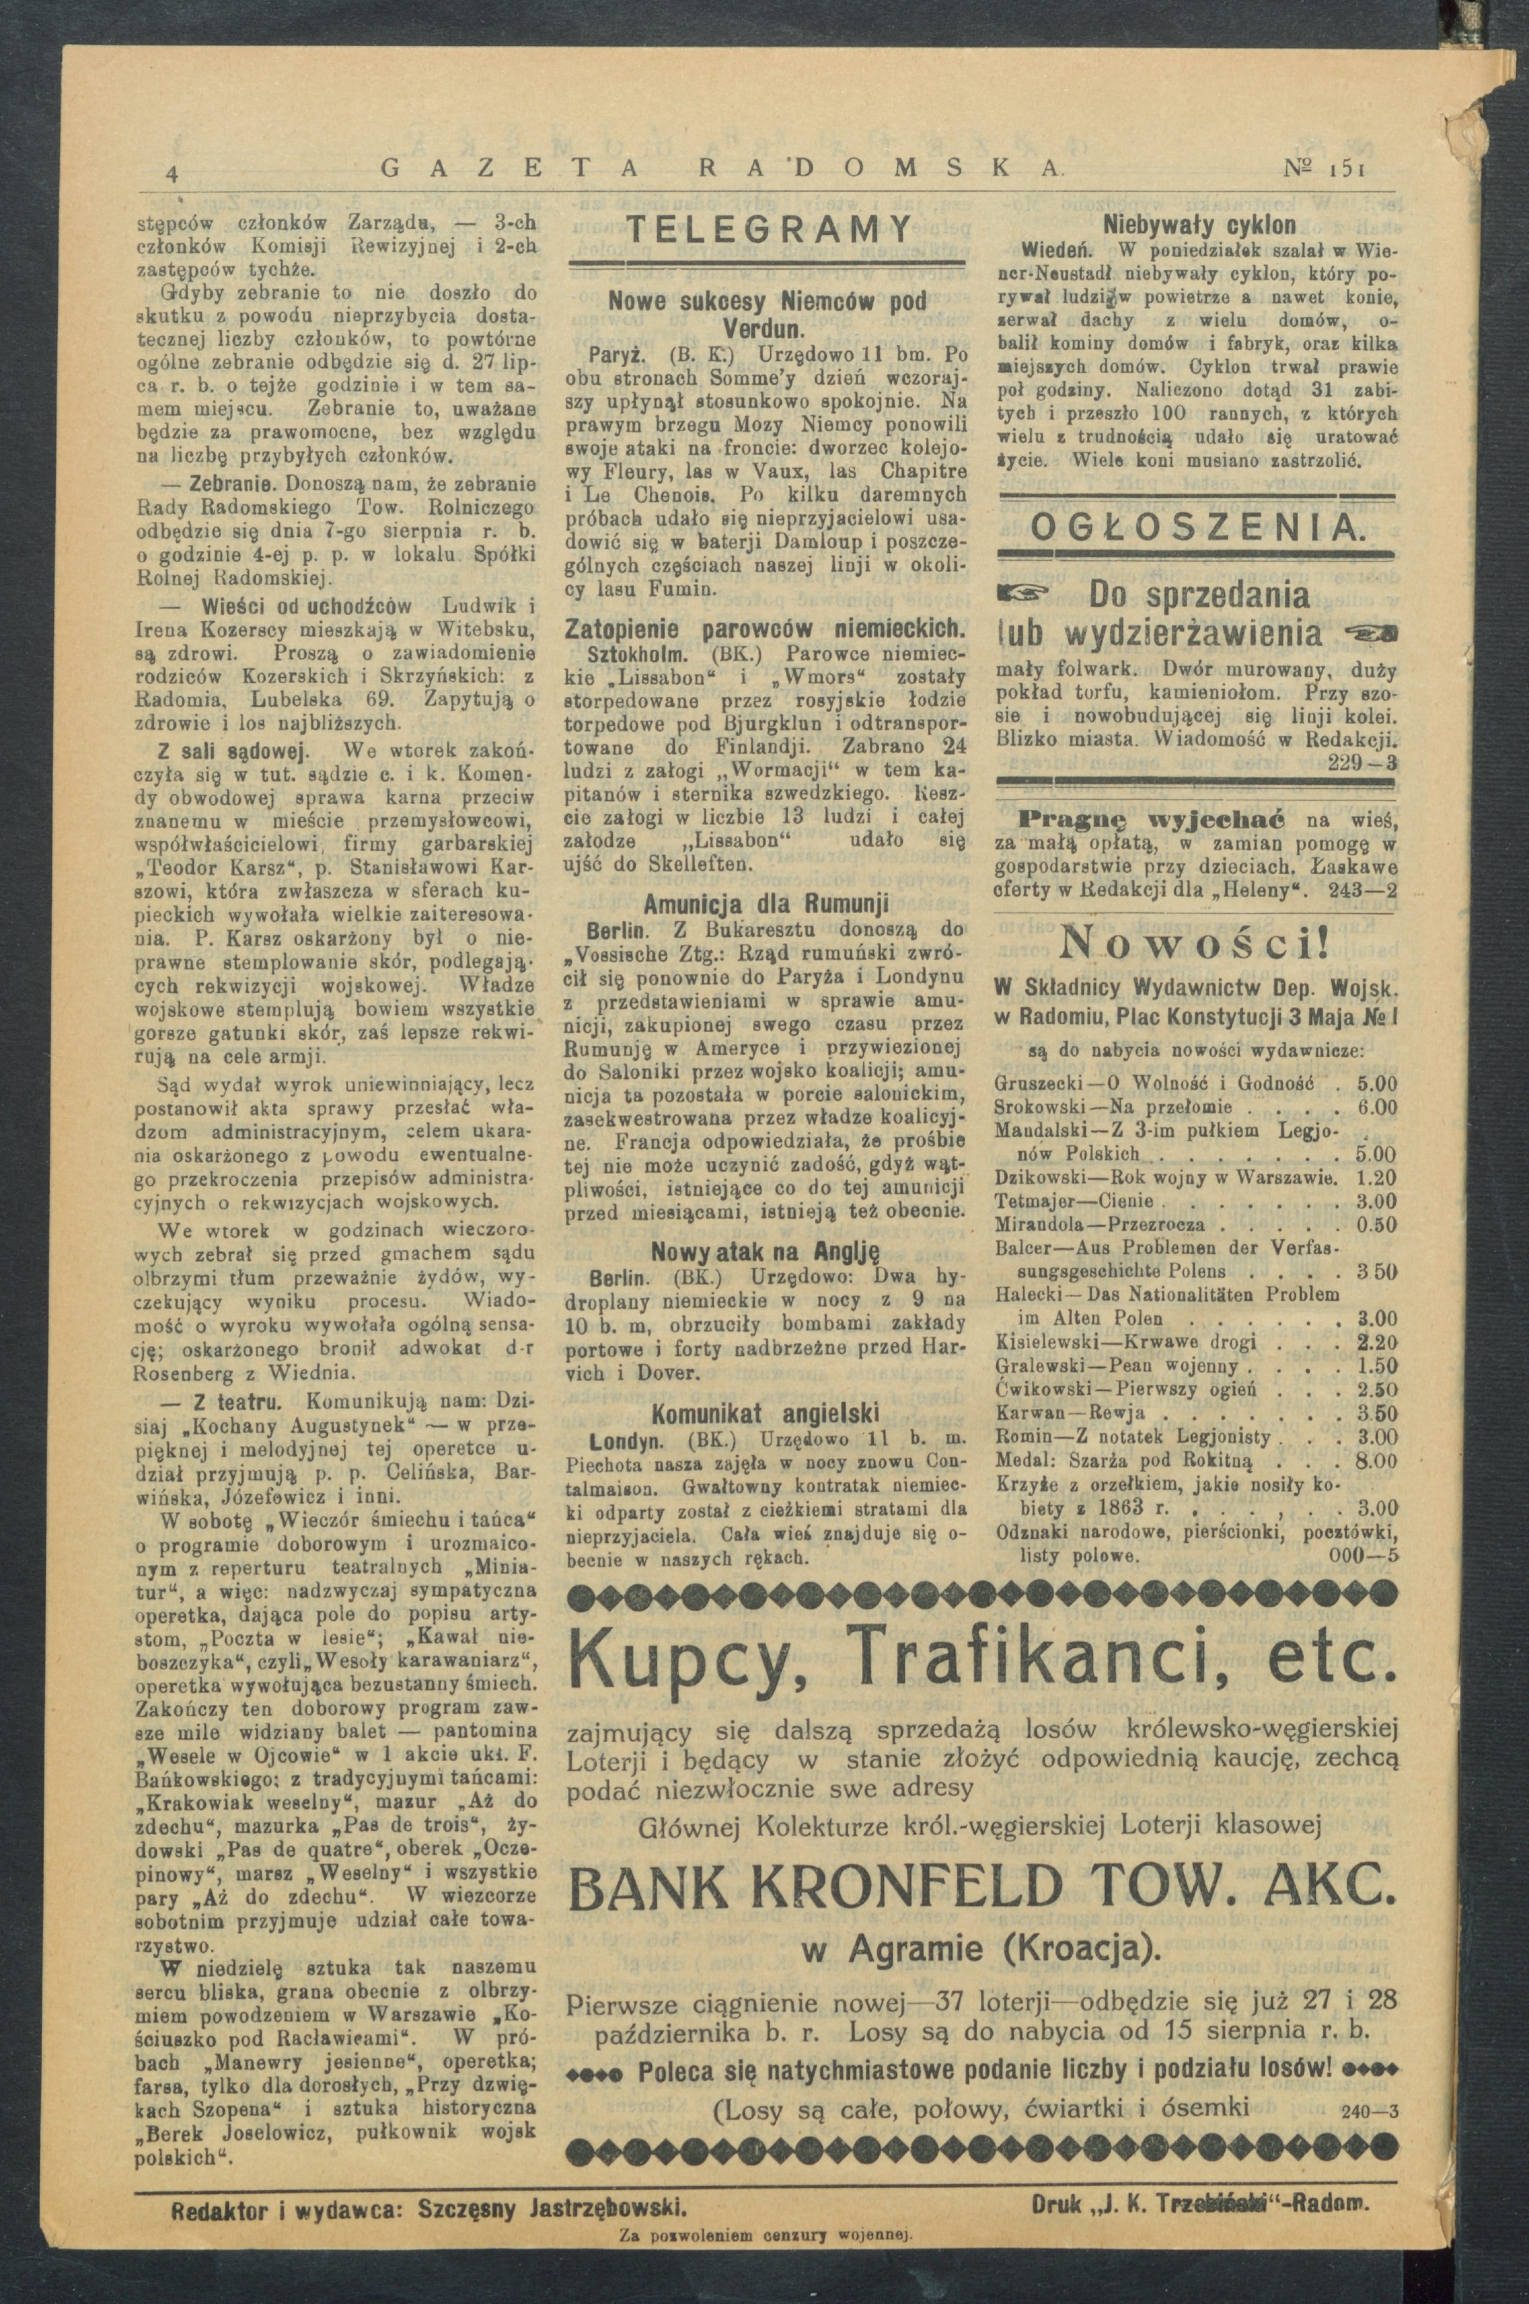 4
GAZETA RADOMSKA.
№ 151
stępców członków Zarządu, — 3-ch
członków Komisji Rewizyjnej i 2-ch
zastępców tychże.
Gdyby zebranie to nie doszło do
skutku z powodu nieprzybycia dosta-
tecznej liczby członków, to powtórne
ogólne zebranie odbędzie się d. 27 lip-
ca r. b. o tejże godzinie i w tem sa-
mem miejscu. Zebranie to, uważane
będzie za prawomocne, bez względu
na liczbę przybyłych członków.
— Zebranie. Donoszą nam, że zebranie
Rady Radomskiego Tow. Rolniczego
odbędzie się dnia 7-go sierpnia r. b.
o godzinie 4-ej p. p. w lokalu Spółki
Rolnej Radomskiej.
— Wieści od uchodźców Ludwik i
Irena Kozerscy mieszkają w Witebsku,
są zdrowi. Proszą o zawiadomienie
rodziców Kozerskich i Skrzyńskich: z
Radomia, Lubelska 69. Zapytują o
zdrowie i los najbliższych.
Z sali sądowej. We wtorek zakoń-
czyła się w tut. sądzie c. i k. Komen-
dy obwodowej sprawa karna przeciw
znanemu w mieście przemysłowcowi,
współwłaścicielowi, firmy garbarskiej
„Teodor Karsz“, p. Stanisławowi Kar-
szowi, która zwłaszcza w sferach ku-
pieckich wywołała wielkie zaiteresowa-
nia. P. Karsz oskarżony był o nie-
prawne stemplowanie skór, podlegają-
cych rekwizycji wojskowej. Władze
wojskowe stemplują bowiem wszystkie
gorsze gatunki skór, zaś lepsze rekwi-
rują na cele armji.
Sąd wydał wyrok uniewinniający, lecz
postanowił akta sprawy przesłać wła-
dzom administracyjnym, celem ukara-
nia oskarżonego z powodu ewentualne-
go przekroczenia przepisów administra-
cyjnych o rekwizycjach wojskowych.
We wtorek w godzinach wieczoro-
wych zebrał się przed gmachem sądu
olbrzymi tłum przeważnie żydów, wy-
czekujący wyniku procesu. Wiado-
mość o wyroku wywołała ogólną sensa-
cję; oskarżonego bronił adwokat d-r
Rosenberg z Wiednia.
— Z teatru. Komunikują nam: Dzi-
siaj „Kochany Augustynek“ — w prze-
pięknej i melodyjnej tej operetce u-
dział przyjmują p. p. Celińska, Bar-
wińska, Józefowicz i inni.
W sobotę „Wieczór śmiechu i tańca“
o programie doborowym i urozmaico-
nym z reperturu teatralnych „Minia-
tur“, a więc: nadzwyczaj sympatyczna
operetka, dająca pole do popisu arty-
stom, „Poczta w lesie“; „Kawał nie-
boszczyka“, czyli „Wesoły karawaniarz“,
operetka wywołująca bezustanny śmiech.
Zakończy ten doborowy program zaw-
sze mile widziany balet — pantomina
„Wesele w Ojcowie“ w 1 akcie ukł. F.
Bańkowskiego; z tradycyjnymi tańcami:
„Krakowiak weselny“, mazur „Aż do
zdechu“, mazurka „Pas de trois“, ży-
dowski „Pas de quatre“, oberek „Ocze-
pinowy“, marsz „Weselny“ i wszystkie
pary „Aż do zdechu“. W wiezcorze
sobotnim przyjmuje udział całe towa-
rzystwo.
W niedzielę sztuka tak naszemu
sercu bliska, grana obecnie z olbrzy-
miem powodzeniem w Warszawie „Ko-
ściuszko pod Racławicami“. W pró-
bach „Manewry jesienne“, operetka;
farsa, tylko dla dorosłych, „Przy dzwię-
kach Szopena“ i sztuka historyczna
„Berek Joselowicz, pułkownik wojsk
polskich“.
TELEGRAMY
Nowe sukcesy Niemców pod
Verdun.
Paryż. (B. K.) Urzędowo 11 bm. Po
obu stronach Somme'y dzień wczoraj-
szy upłynął stosunkowo spokojnie. Na
prawym brzegu Mozy Niemcy ponowili
swoje ataki na froncie: dworzec kolejo-
wy Fleury, las w Vaux, las Chapitre
i Le Chenois. Po kilku daremnych
próbach udało się nieprzyjacielowi usa-
dowić się w baterji Damloup i poszcze-
gólnych częściach naszej linji w okoli-
cy lasu Fumin.
Zatopienie parowców niemieckich.
Sztokholm. (BK.) Parowce niemiec-
kie „Lissabon“ i „Wmors“ zostały
storpedowane przez rosyjskie łodzie
torpedowe pod Bjurgklun i odtranspor-
towane do Finlandji. Zabrano 24
ludzi z załogi „Wormacji“ w tem ka-
pitanów i sternika szwedzkiego. Resz-
cie załogi w liczbie 13 ludzi i całej
załodze „Lissabon“ udało się
ujść do Skelleften.
Amunicja dla Rumunji
Berlin. Z Bukaresztu donoszą do
„Vossische Ztg.: Rząd rumuński zwró-
cił się ponownie do Paryża i Londynu
z przedstawieniami w sprawie amu-
nicji, zakupionej swego czasu przez
Rumunję w Ameryce i przywiezionej
do Saloniki przez wojsko koalicji; amu-
nicja ta pozostała w porcie salonickim,
zasekwestrowana przez władze koalicyj-
ne. Francja odpowiedziała, że prośbie
tej nie może uczynić zadość, gdyż wąt-
pliwości, istniejące co do tej amunicji
przed miesiącami, istnieją też obecnie.
Nowy atak na Anglję
Berlin. (BK.) Urzędowo: Dwa hy-
droplany niemieckie w nocy z 9 na
10 b. m, obrzuciły bombami zakłady
portowe i forty nadbrzeżne przed Har-
vich i Dover.
Komunikat angielski
Londyn. (BK.) Urzędowo 11 b. m.
Piechota nasza zajęła w nocy znowu Con-
talmaison. Gwałtowny kontratak niemiec-
ki odparty został z cieżkiemi stratami dla
nieprzyjaciela. Cała wieś znajduje się o-
becnie w naszych rękach.
Niebywały cyklon
Wiedeń. W poniedziałek szalał w Wie-
ner-Neustadł niebywały cyklon, który po-
rywał ludzi w powietrze a nawet konie,
zerwał dachy z wielu domów, o-
balił kominy domów i fabryk, oraz kilka
miejszych domów. Cyklon trwał prawie
poł godziny. Naliczono dotąd 31 zabi-
tych i przeszło 100 rannych, z których
wielu z trudnością udało się uratować
życie. Wiele koni musiano zastrzolić.
OGŁOSZENIA.
Do sprzedania
lub wydzierżawienia
mały folwark. Dwór murowany, duży
pokład torfu, kamieniołom. Przy szo-
sie i nowobudującej się linji kolei.
Blizko miasta. Wiadomość w Redakcji.
229—3
Pragnę wyjechać na wieś,
za małą opłatą, w zamian pomogę w
gospodarstwie przy dzieciach. Łaskawe
oferty w Redakcji dla „Heleny“. 243—2
Nowości!
W Składnicy Wydawnictw Dep. Wojsk.
w Radomiu, Plac Konstytucji 3 Maja № I
są do nabycia nowości wydawnicze:
Gruszecki—O Wolność i Godność . 5.00
Srokowski—Na przełomie . . . . 6.00
Mandalski—Z 3-im pułkiem Legjo-
nów Polskich . . . . . . . 5.00
Dzikowski—Rok wojny w Warszawie. 1.20
Tetmajer—Cienie . . . . . . . 3.00
Mirandola—Przezrocza . . . . . 0.50
Balcer—Aus Problemen der Verfas-
sungsgeschichte Polens . . . . 3 50
Halecki—Das Nationalitäten Problem
im Alten Polen . . . . . . 3.00
Kisielewski—Krwawe drogi . . . 2.20
Gralewski—Pean wojenny . . . . 1.50
Ćwikowski—Pierwszy ogień . . . 2.50
Karwan—Rewja . . . . . . . 3.50
Romin—Z notatek Legjonisty . . . 3.00
Medal: Szarża pod Rokitną . . . 8.00
Krzyże z orzełkiem, jakie nosiły ko-
biety z 1863 r. . . . , . . 3.00
Odznaki narodowe, pierścionki, pocztówki,
listy polowe. 000—5
Kupcy, Trafikanci, etc.
zajmujący się dalszą sprzedażą losów królewsko-węgierskiej
Loterji i będący w stanie złożyć odpowiednią kaucję, zechcą
podać niezwłocznie swe adresy
Głównej Kolekturze król.-węgierskiej Loterji klasowej
BANK KRONFELD TOW. AKC.
w Agramie (Kroacja).
Pierwsze ciągnienie nowej—37 loterji—odbędzie się już 27 i 28
października b. r. Losy są do nabycia od 15 sierpnia r. b.
Poleca się natychmiastowe podanie liczby i podziału losów!
(Losy są całe, połowy, ćwiartki i ósemki 240—3
Redaktor i wydawca: Szczęsny Jastrzębowski.
Druk „J. K. Trzebiński“-Radom.
Za pozwoleniem cenzury wojennej.